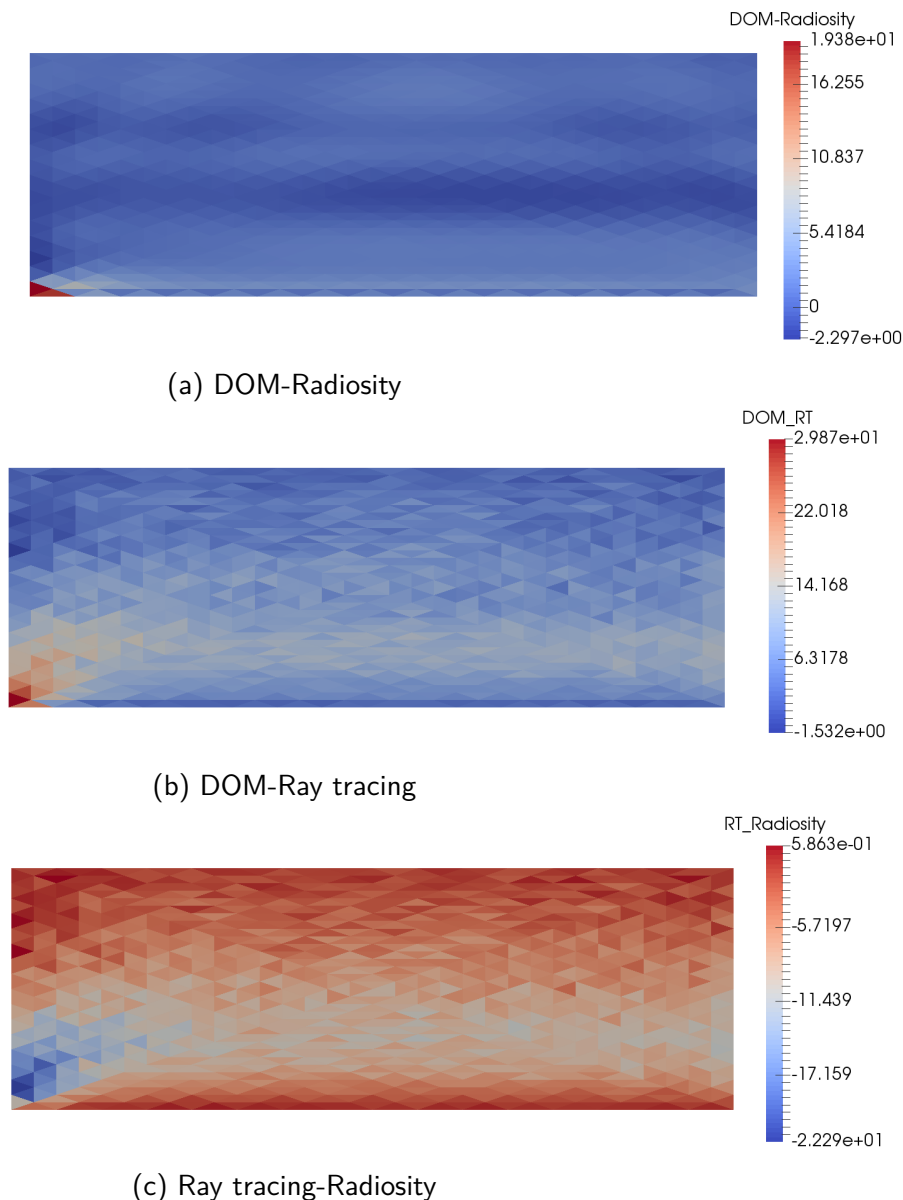 DOM-Radiosity
1.938e+01
16.255
10.837
5.4184
0
-2.297e+00
(a) DOM-Radiosity
DOM_RT
2.987e+01
22.018
14.168
6.3178
-1.532e+00
(b) DOM-Ray tracing
RT_Radiosity
5.863e-01
-5.7197
-11.439
-17.159
-2.229e+01
(c) Ray tracing-Radiosity